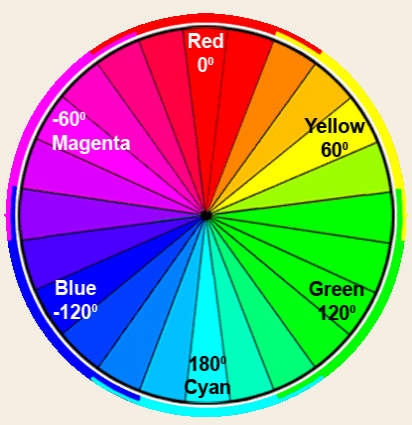 Red
0⁰
-60⁰
Magenta
Yellow
60⁰
Blue
-120⁰
Green
120⁰
180⁰
Cyan